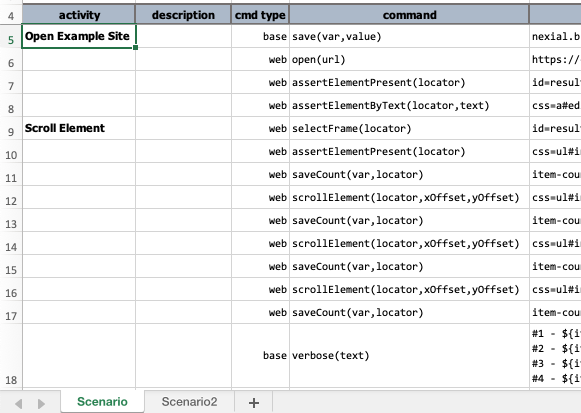 4 activity description cmd type command
5 Open Example Site base save(var,value) nexial.b
6 web open(url) https://
7 web assertElementPresent(locator) id=resul
8 web assertElementByText(locator,text) css=a#ed
9 Scroll Element web selectFrame(locator) id=resul
10 web assertElementPresent(locator) css=ul#i
11 web saveCount(var,locator) item-cou
12 web scrollElement(locator,xOffset,yOffset) css=ul#i
13 web saveCount(var,locator) item-cou
14 web scrollElement(locator,xOffset,yOffset) css=ul#i
15 web saveCount(var,locator) item-cou
16 web scrollElement(locator,xOffset,yOffset) css=ul#i
17 web saveCount(var,locator) item-cou
#1 - ${i
#2 - ${i
base verbose(text)
#3 - ${i
18 #4 - ${i
Scenario Scenario2 +